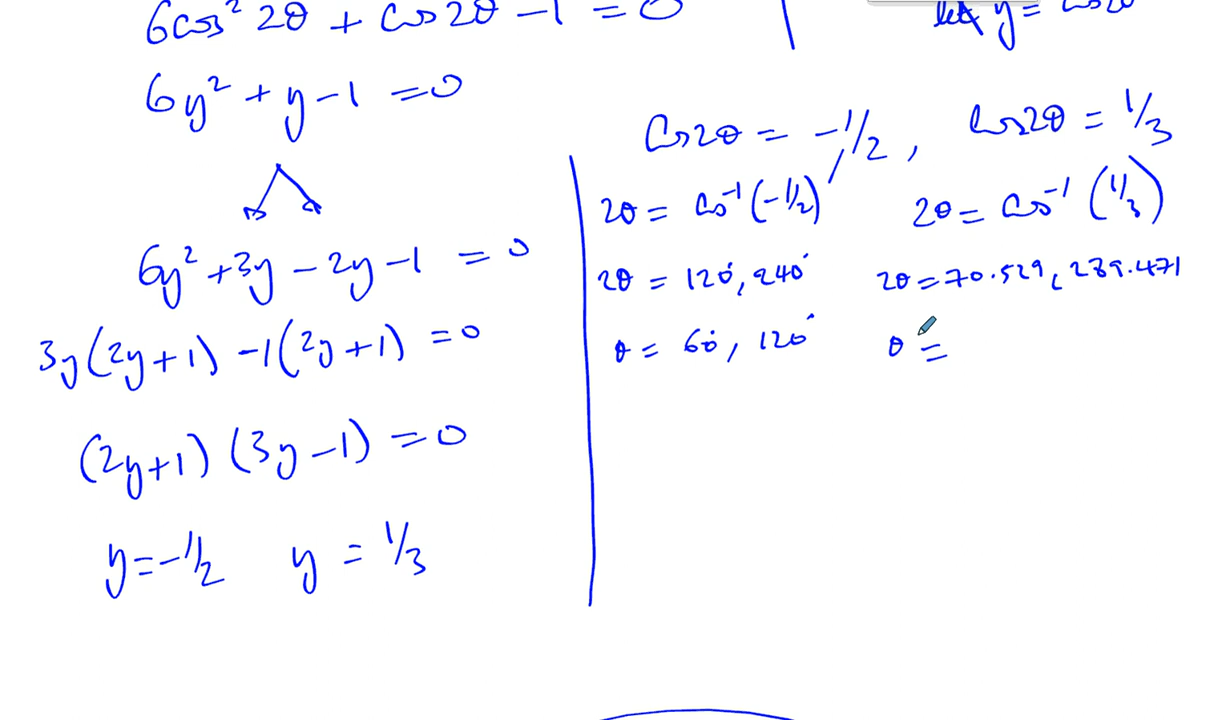 6cos² 2θ + cos2θ - 1 = 0
let y = cos2θ
6y² + y - 1 = 0
6y² + 3y - 2y - 1 = 0
3y(2y+1) - 1(2y+1) = 0
(2y+1) (3y-1) = 0
y = -1/2 y = 1/3
Cos2θ = -1/2 , Cos2θ = 1/3
2θ = Cos⁻¹(-1/2) 2θ = Cos⁻¹(1/3)
2θ = 120°, 240° 2θ = 70.529, 289.471
θ = 60°, 120° θ =